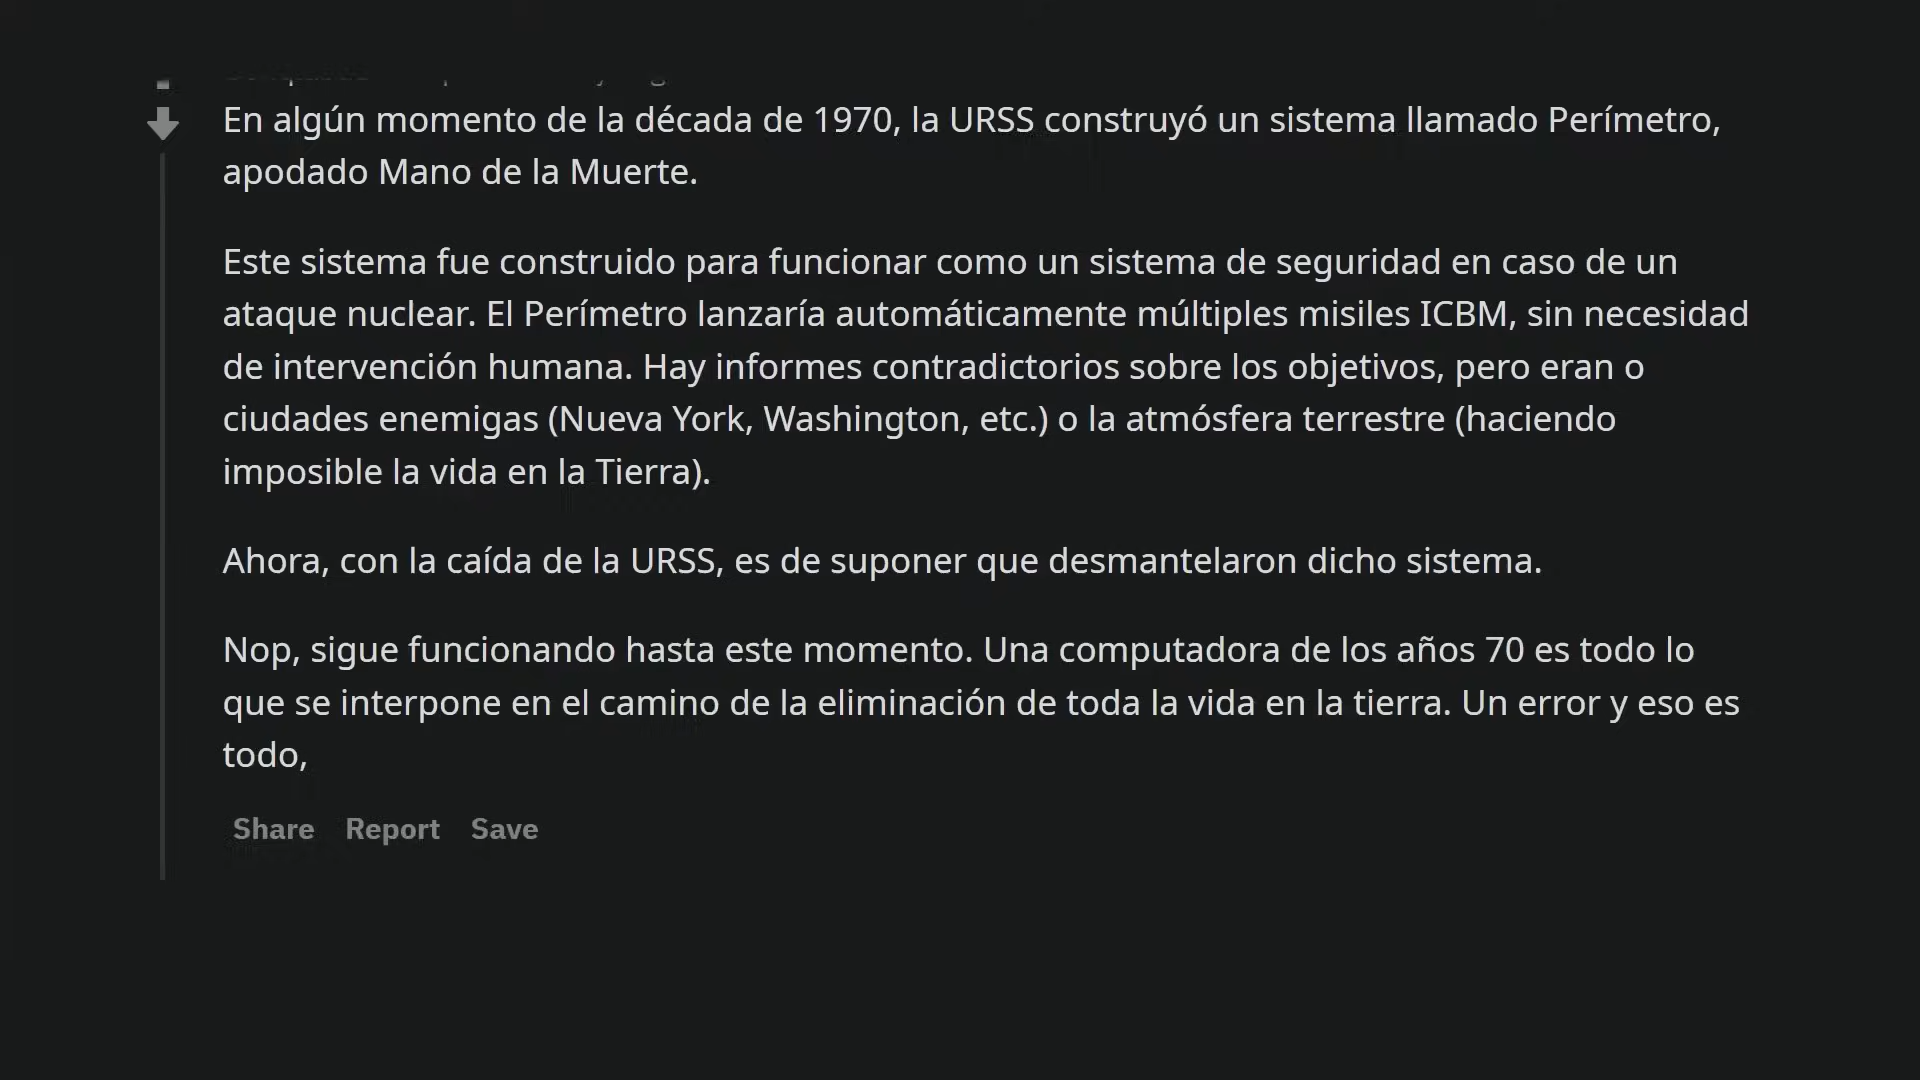 En algún momento de la década de 1970, la URSS construyó un sistema llamado Perímetro,
apodado Mano de la Muerte.
Este sistema fue construido para funcionar como un sistema de seguridad en caso de un
ataque nuclear. El Perímetro lanzaría automáticamente múltiples misiles ICBM, sin necesidad
de intervención humana. Hay informes contradictorios sobre los objetivos, pero eran o
ciudades enemigas (Nueva York, Washington, etc.) o la atmósfera terrestre (haciendo
imposible la vida en la Tierra).
Ahora, con la caída de la URSS, es de suponer que desmantelaron dicho sistema.
Nop, sigue funcionando hasta este momento. Una computadora de los años 70 es todo lo
que se interpone en el camino de la eliminación de toda la vida en la tierra. Un error y eso es
todo,
Share Report Save